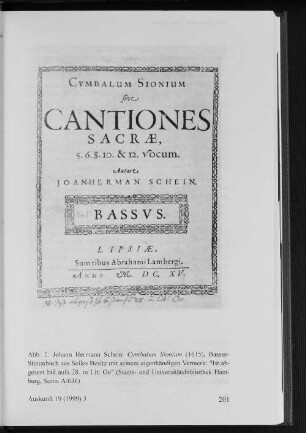 CYMBALUM SIONIUM
sive
CANTIONES
SACRÆ,
5. 6. 8. 10. & 12. Vocum.
Autore
JOANHERMAN SCHEIN.
BASSVS.
LIPSIÆ,
Sumtibus Abrahami Lambergi.
ANNO M. DC. XV.
Abb. 1: Johann Hermann Schein: Cymbalum Sionium (1615), Bassus-
Stimmbuch aus Selles Besitz mit seinem eigenhändigen Vermerk: "Ist ab-
gesezt biß aufs 28. in Litt. Oo" (Staats- und Universitätsbibliothek Ham-
burg, Scrin. A/636)
Auskunft 19 (1999) 3
201